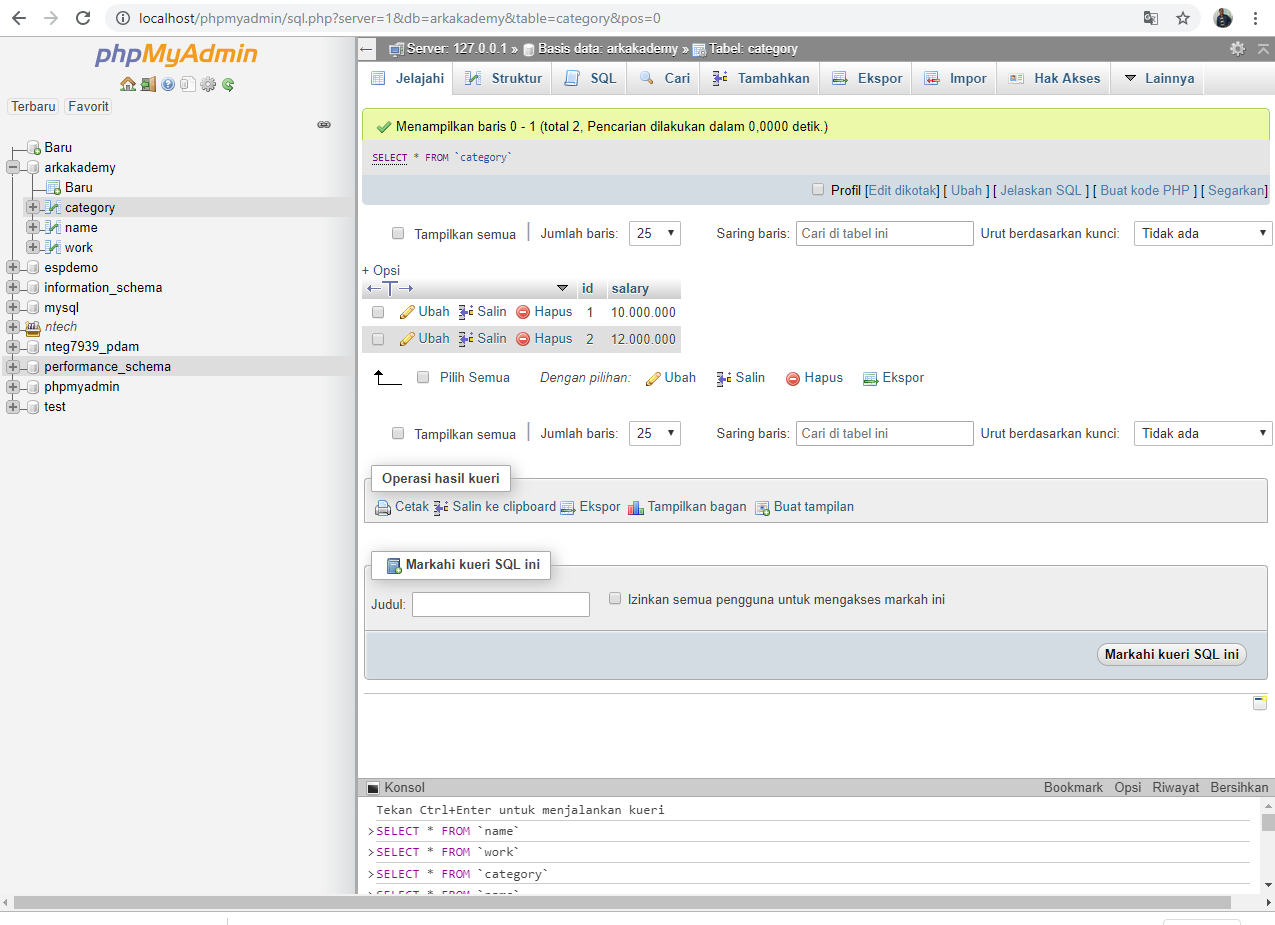 localhost/phpmyadmin/sql.php?server=1&db=arkakademy&table=category&pos=0
phpMyAdmin
Terbaru Favorit
Baru
arkakademy
Baru
category
name
work
espdemo
information_schema
mysql
ntech
nteg7939_pdam
performance_schema
phpmyadmin
test
Server: 127.0.0.1 » Basis data: arkakademy » Tabel: category
Jelajahi Struktur SQL Cari Tambahkan Ekspor Impor Hak Akses Lainnya
Menampilkan baris 0 - 1 (total 2, Pencarian dilakukan dalam 0,0000 detik.)
SELECT * FROM `category`
Profil [Edit dikotak] [ Ubah ] [ Jelaskan SQL ] [ Buat kode PHP ] [ Segarkan]
Tampilkan semua | Jumlah baris: 25 Saring baris: Cari di tabel ini Urut berdasarkan kunci: Tidak ada
+ Opsi
←T→ id salary
Ubah Salin Hapus 1 10.000.000
Ubah Salin Hapus 2 12.000.000
Pilih Semua Dengan pilihan: Ubah Salin Hapus Ekspor
Tampilkan semua | Jumlah baris: 25 Saring baris: Cari di tabel ini Urut berdasarkan kunci: Tidak ada
Operasi hasil kueri
Cetak Salin ke clipboard Ekspor Tampilkan bagan Buat tampilan
Markahi kueri SQL ini
Judul: Izinkan semua pengguna untuk mengakses markah ini
Markahi kueri SQL ini
Konsol Bookmark Opsi Riwayat Bersihkan
Tekan Ctrl+Enter untuk menjalankan kueri
>SELECT * FROM `name`
>SELECT * FROM `work`
>SELECT * FROM `category`
>SELECT * FROM `name`